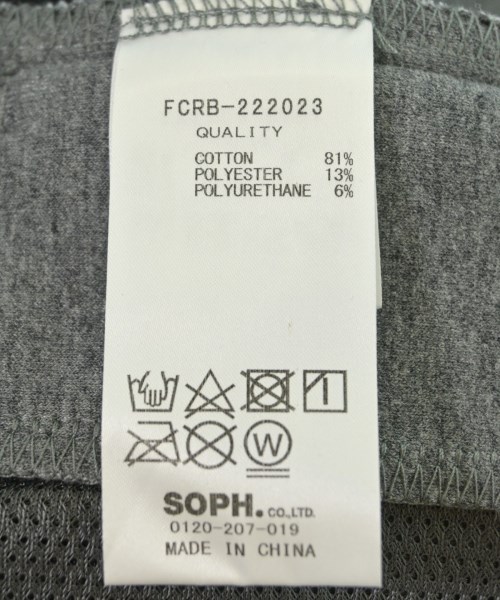 FCRB-222023
QUALITY
COTTON 81%
POLYESTER 13%
POLYURETHANE 6%
W
SOPH. CO.,LTD.
0120-207-019
MADE IN CHINA